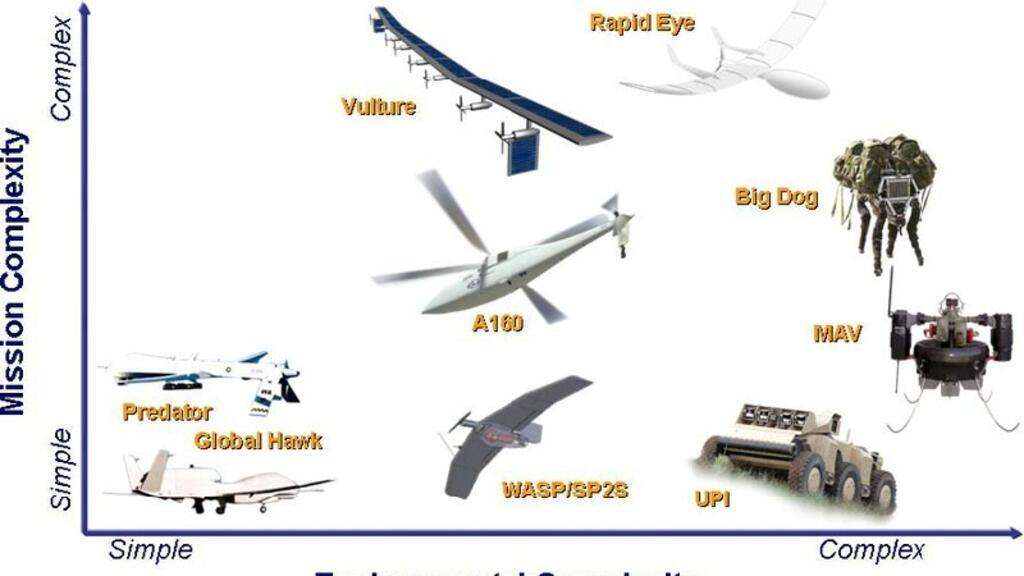 Mission Complexity
Complex
Simple
Rapid Eye
Vulture
Big Dog
A160
MAV
Predator
Global Hawk
WASP/SP2S
UPI
Simple
Complex